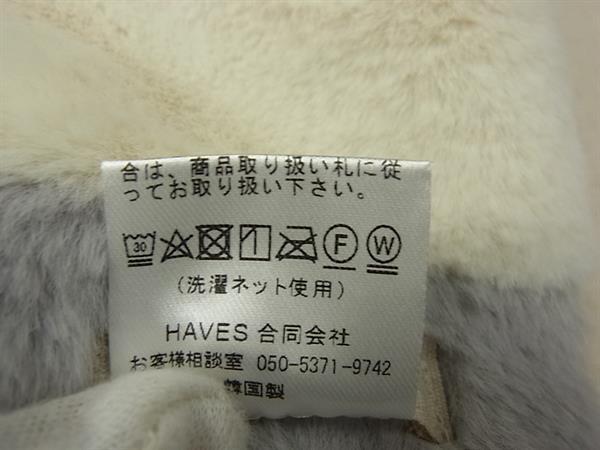 合は、商品取り扱い札に従
ってお取り扱い下さい。
30 F W
(洗濯ネット使用)
HAVES 合同会社
お客様相談室 050-5371-9742
韓国製